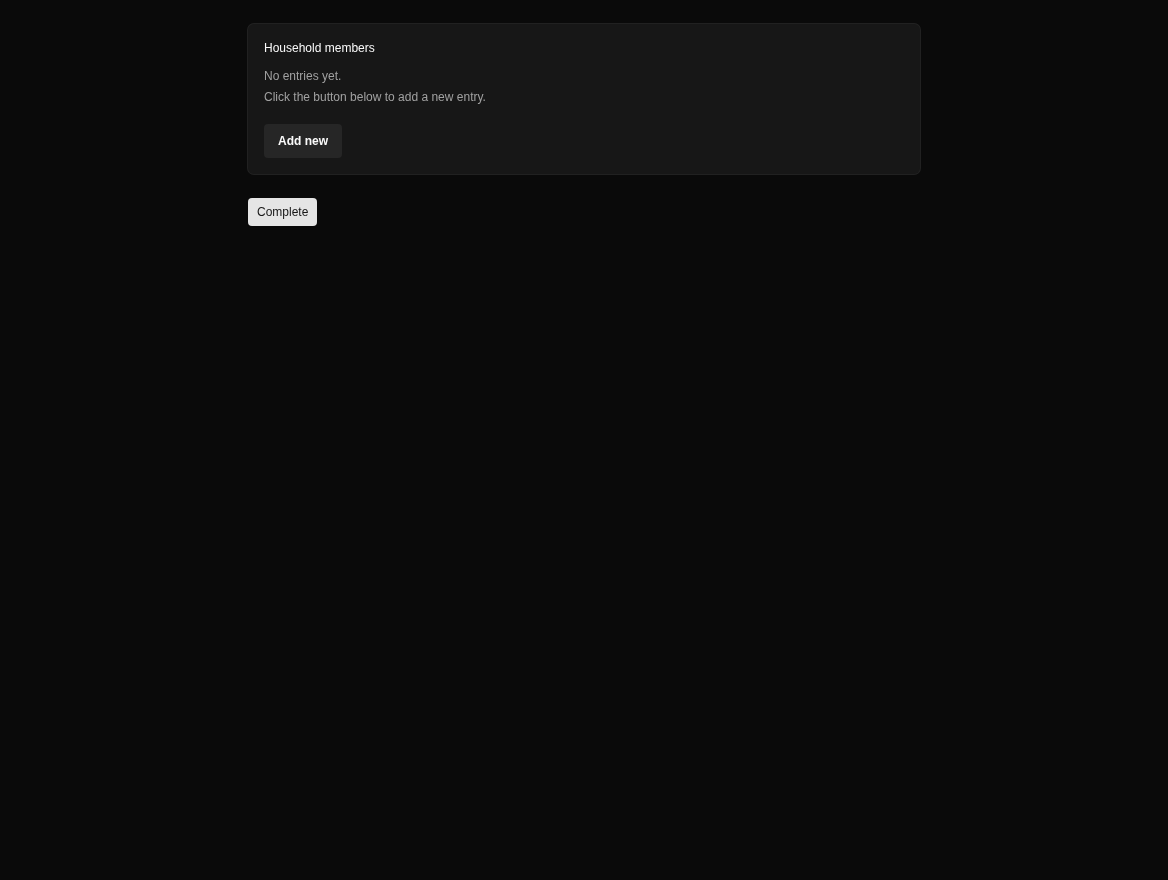 Household members
No entries yet.
Click the button below to add a new entry.
Add new
Complete